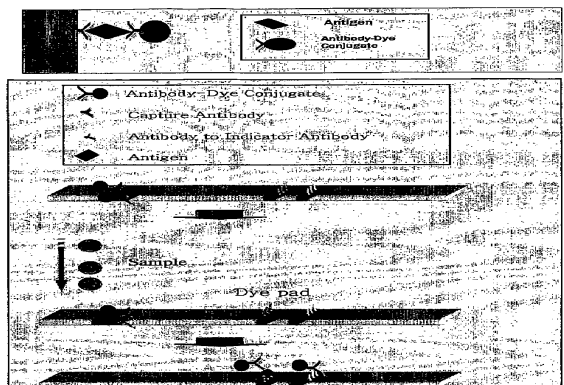 Antigen
Antibody-Dye
Conjugate
Antibody- Dye Conjugate
Capture Antibody
Antibody to Indicator Antibody
Antigen
Sample
Dye pad